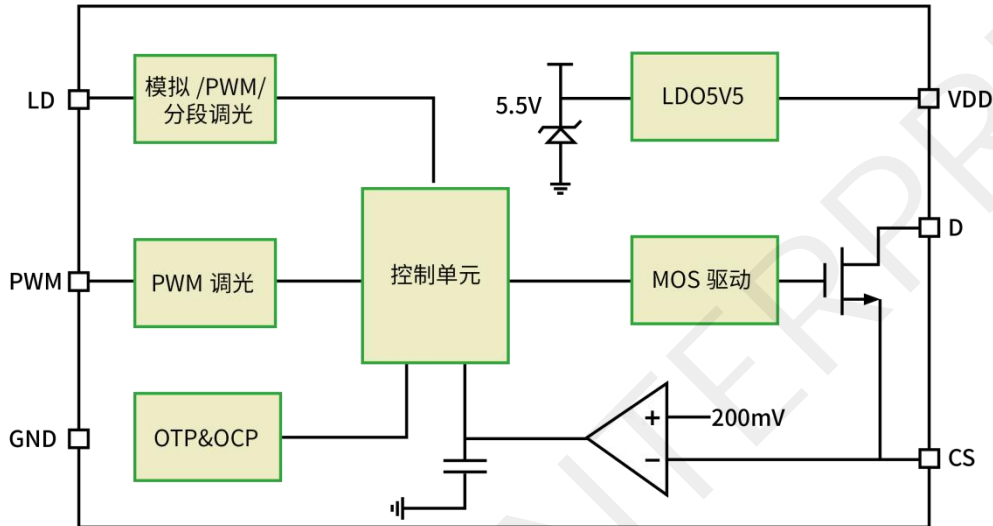 LD
模拟 /PWM/
分段调光
5.5V
LDO5V5
VDD
D
PWM
PWM 调光
控制单元
MOS 驱动
GND
OTP&OCP
+
200mV
−
CS